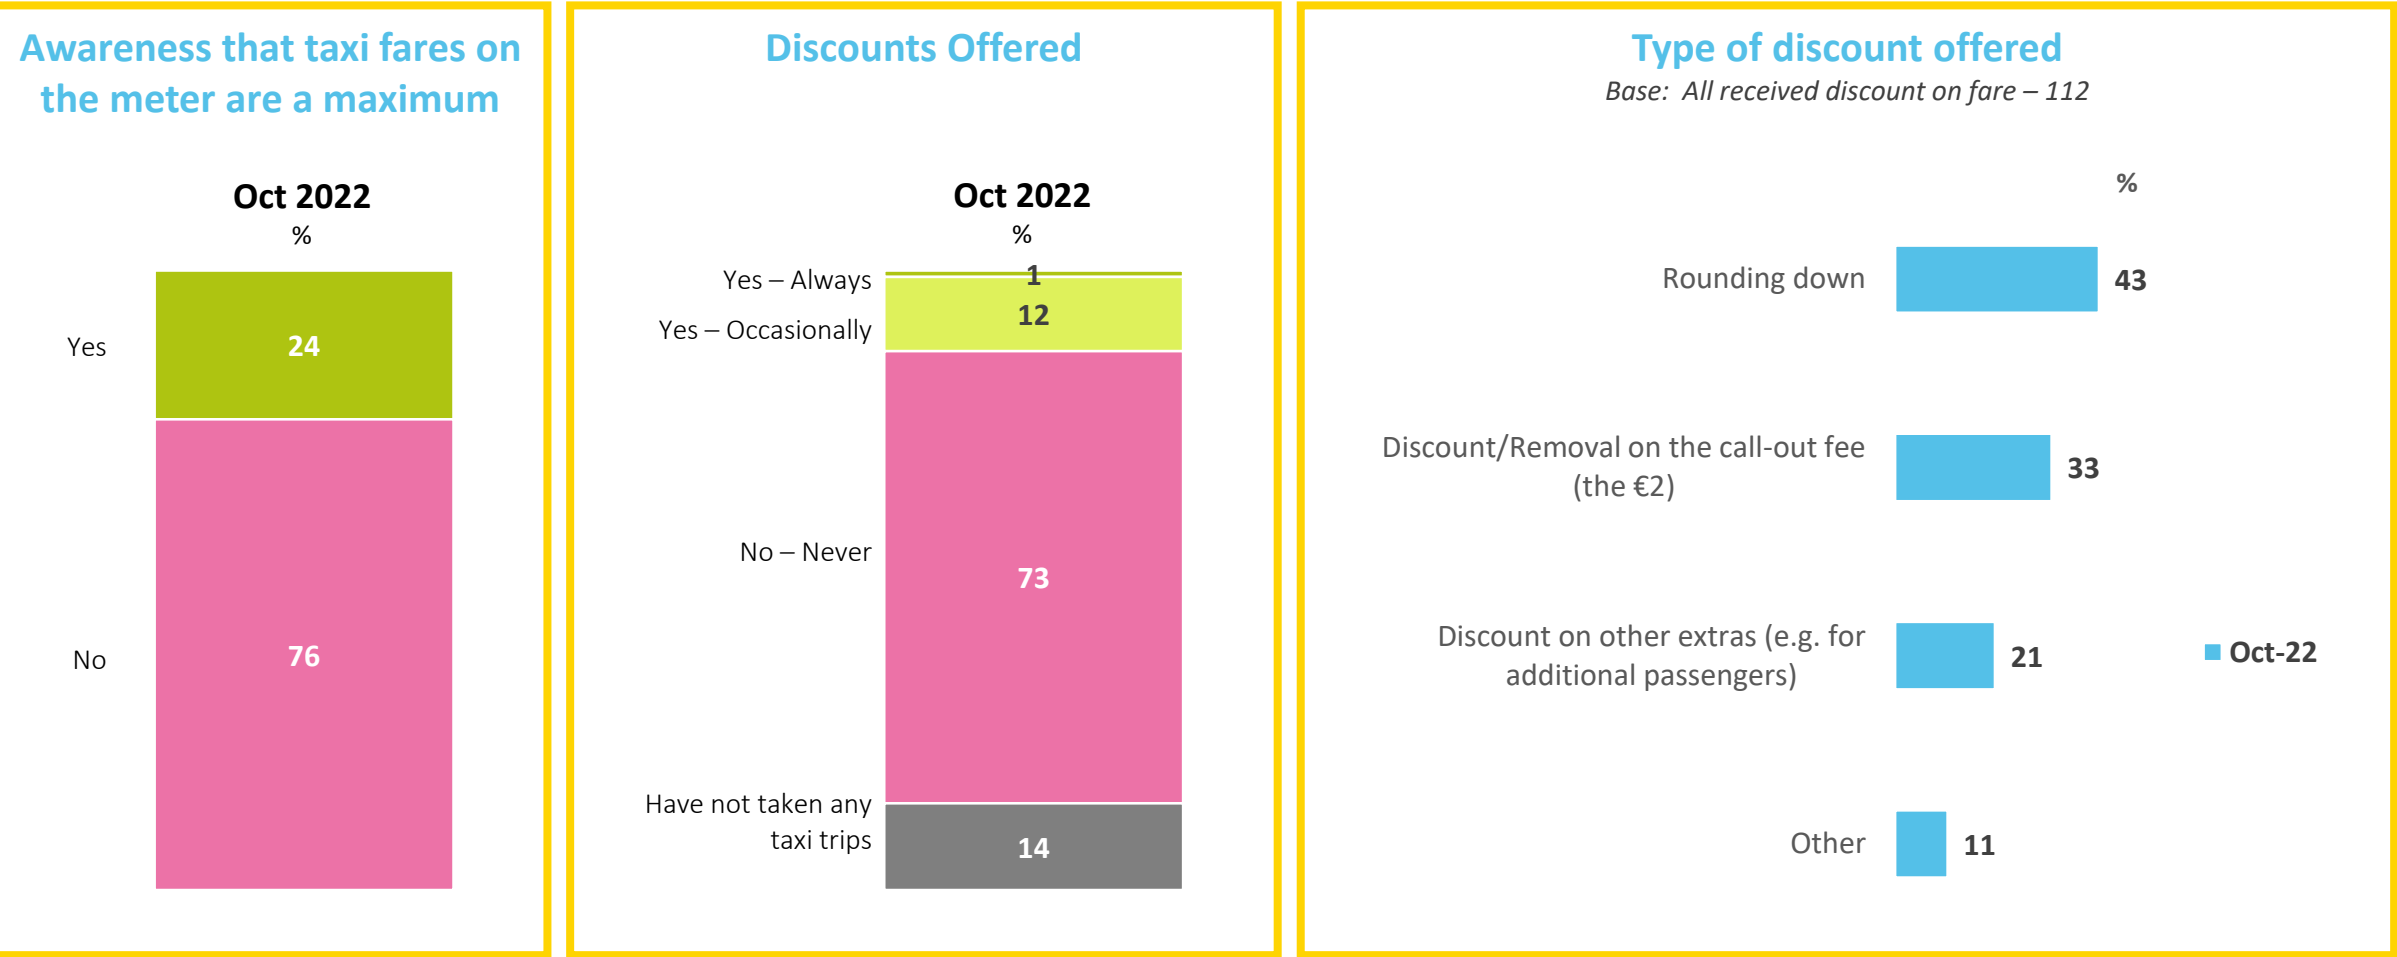 Awareness that taxi fares on
the meter are a maximum
Oct 2022
%
Yes
24
No
76
Discounts Offered
Oct 2022
%
Yes – Always
1
Yes – Occasionally
12
No – Never
73
Have not taken any
taxi trips
14
Type of discount offered
Base:  All received discount on fare – 112
%
Rounding down
43
Discount/Removal on the call-out fee
(the €2)
33
Discount on other extras (e.g. for
additional passengers)
21
Oct-22
Other
11